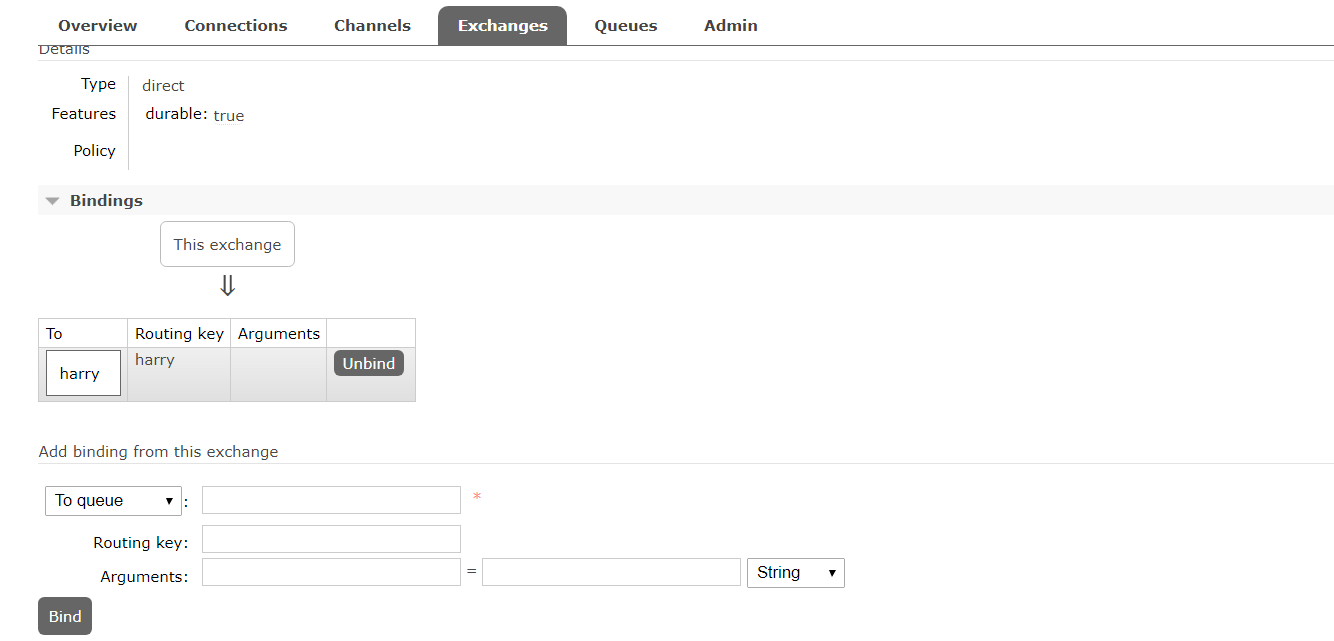 Overview Connections Channels Exchanges Queues Admin
Details
Type direct
Features durable: true
Policy
Bindings
This exchange
⇓
To Routing key Arguments
harry harry Unbind
Add binding from this exchange
To queue ▼ : *
Routing key:
Arguments: = String ▼
Bind